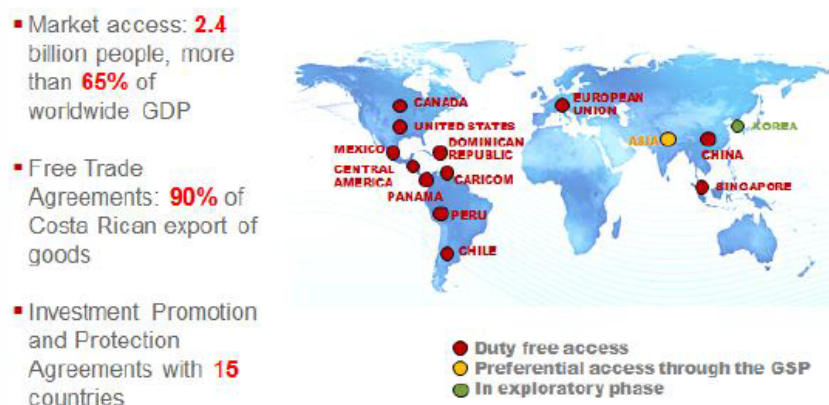 Market access: 2.4
billion people, more
than 65% of
worldwide GDP
Free Trade
Agreements: 90% of
Costa Rican export of
goods
Investment Promotion
and Protection
Agreements with 15
countries
CANADA
UNITED STATES
MEXICO
DOMINICAN
REPUBLIC
CENTRAL
AMERICA
CARICOM
PANAMA
PERU
CHILE
EUROPEAN
UNION
ASIA
KOREA
CHINA
SINGAPORE
Duty free access
Preferential access through the GSP
In exploratory phase